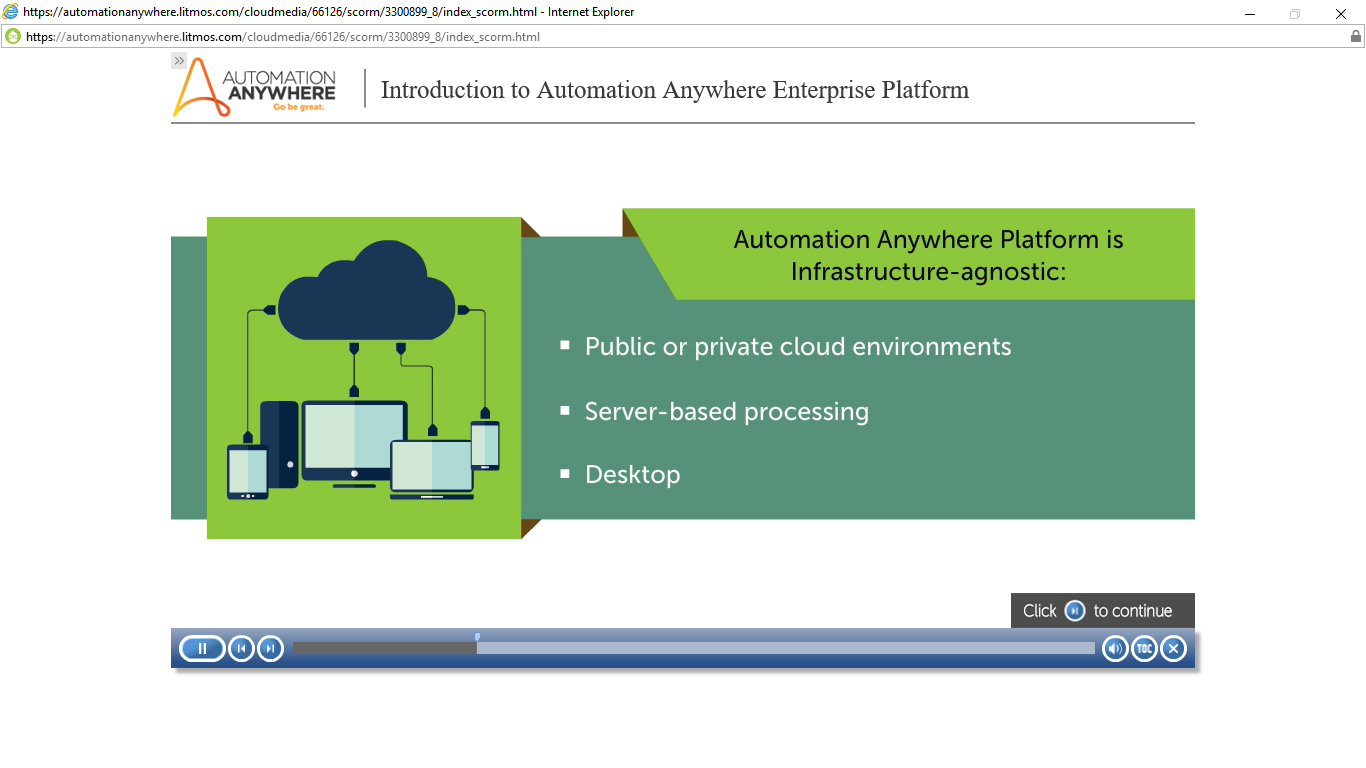 https://automationanywhere.litmos.com/cloudmedia/66126/scorm/3300899_8/index_scorm.html - Internet Explorer
https://automationanywhere.litmos.com/cloudmedia/66126/scorm/3300899_8/index_scorm.html
AUTOMATION
ANYWHERE
Go be great.
Introduction to Automation Anywhere Enterprise Platform
Automation Anywhere Platform is
Infrastructure-agnostic:
▪ Public or private cloud environments
▪ Server-based processing
▪ Desktop
Click to continue
TOC